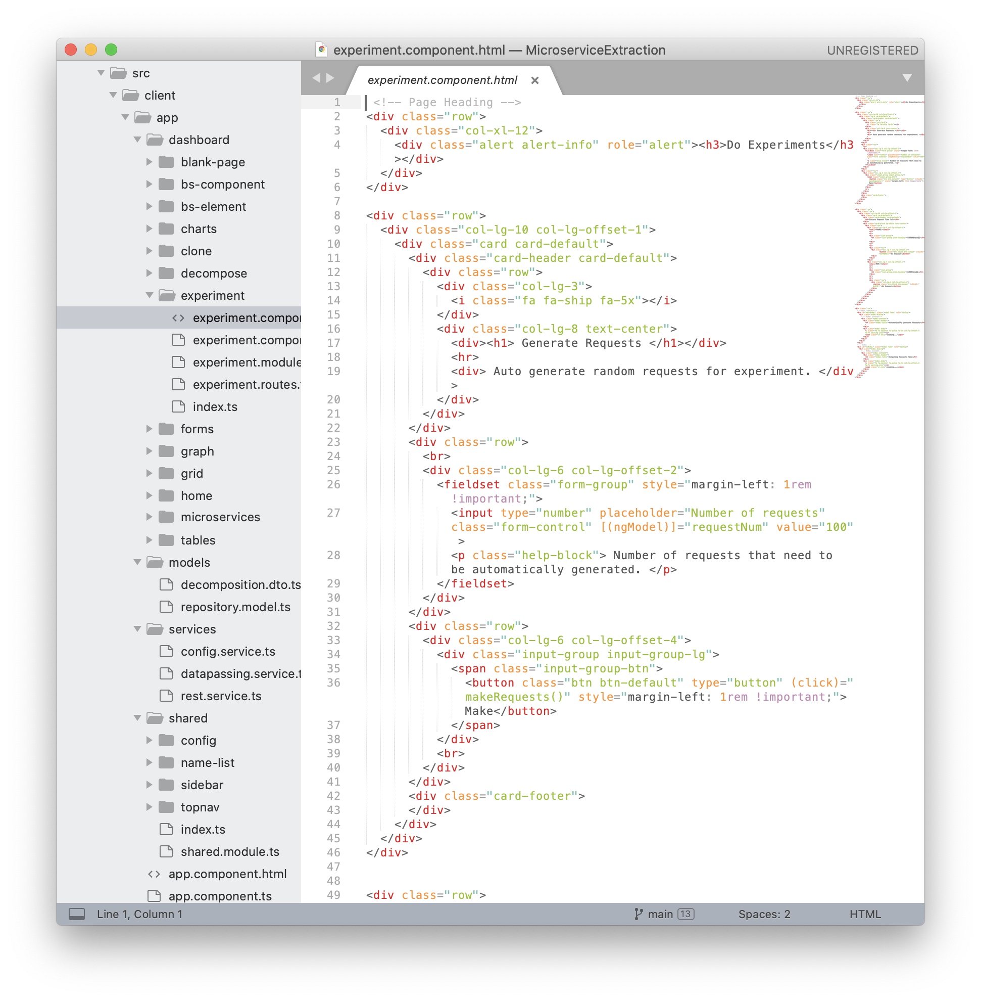 experiment.component.html — MicroserviceExtraction
UNREGISTERED
src
client
app
dashboard
blank-page
bs-component
bs-element
charts
clone
decompose
experiment
experiment.compo
experiment.compo
experiment.module
experiment.routes.
index.ts
forms
graph
grid
home
microservices
tables
models
decomposition.dto.ts
repository.model.ts
services
config.service.ts
datapassing.service.t
rest.service.ts
shared
config
name-list
sidebar
topnav
index.ts
shared.module.ts
app.component.html
app.component.ts
experiment.component.html ×
1 <!-- Page Heading -->
2 <div class="row">
3 <div class="col-xl-12">
4 <div class="alert alert-info" role="alert"><h3>Do Experiments</h3
></div>
5 </div>
6 </div>
7
8 <div class="row">
9 <div class="col-lg-10 col-lg-offset-1">
10 <div class="card card-default">
11 <div class="card-header card-default">
12 <div class="row">
13 <div class="col-lg-3">
14 <i class="fa fa-ship fa-5x"></i>
15 </div>
16 <div class="col-lg-8 text-center">
17 <div><h1> Generate Requests </h1></div>
18 <hr>
19 <div> Auto generate random requests for experiment. </div
>
20 </div>
21 </div>
22 </div>
23 <div class="row">
24 <br>
25 <div class="col-lg-6 col-lg-offset-2">
26 <fieldset class="form-group" style="margin-left: 1rem
!important;">
27 <input type="number" placeholder="Number of requests"
class="form-control" [(ngModel)]="requestNum" value="100"
>
28 <p class="help-block"> Number of requests that need to
be automatically generated. </p>
29 </fieldset>
30 </div>
31 </div>
32 <div class="row">
33 <div class="col-lg-6 col-lg-offset-4">
34 <div class="input-group input-group-lg">
35 <span class="input-group-btn">
36 <button class="btn btn-default" type="button" (click)="
makeRequests()" style="margin-left: 1rem !important;">
Make</button>
37 </span>
38 </div>
39 <br>
40 </div>
41 </div>
42 <div class="card-footer">
43 </div>
44 </div>
45 </div>
46 </div>
47
48
49 <div class="row">
Line 1, Column 1
main 13
Spaces: 2
HTML